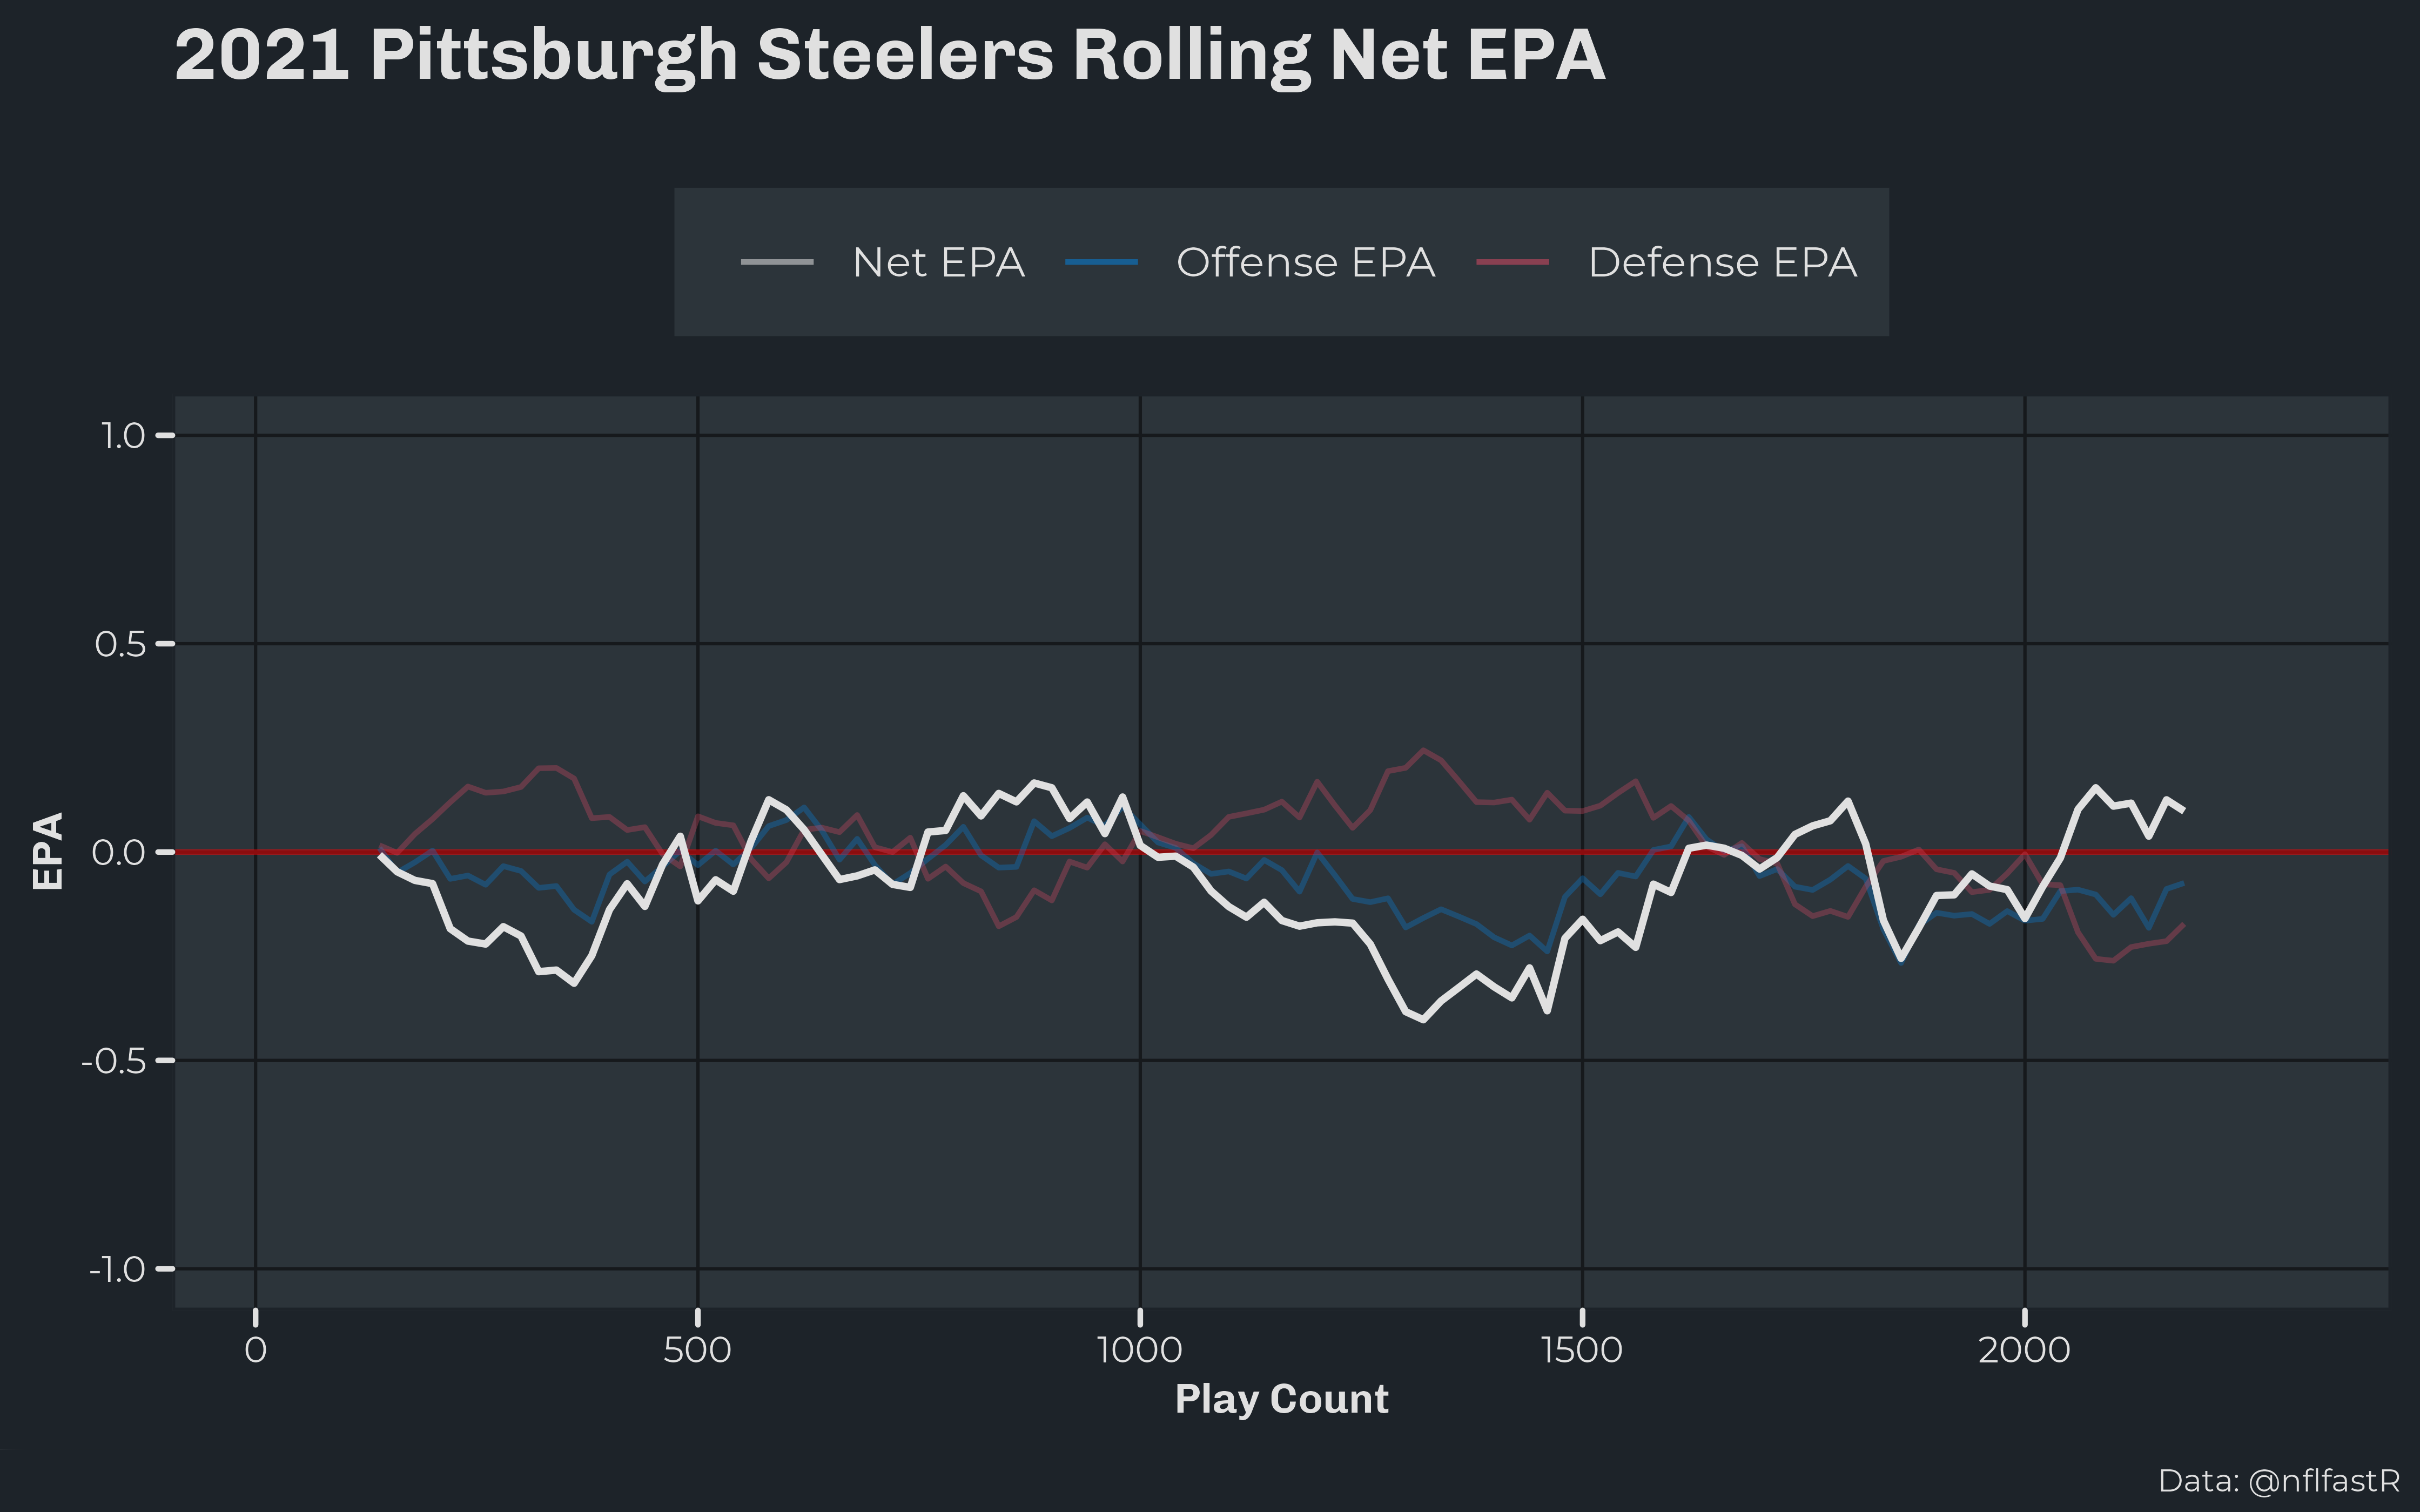 2021 Pittsburgh Steelers Rolling Net EPA
Net EPA Offense EPA Defense EPA
1.0
0.5
0.0
-0.5
-1.0
EPA
0 500 1000 1500 2000
Play Count
Data: @nflfastR